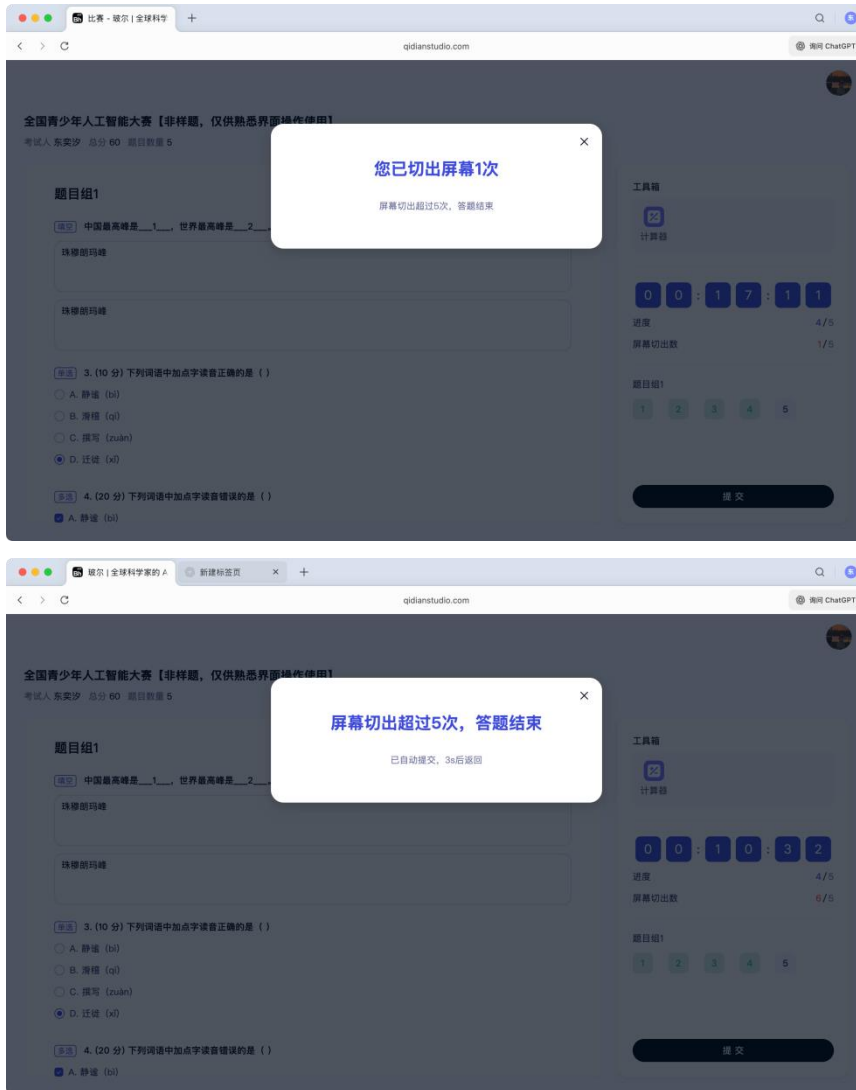 比赛 - 玻尔 | 全球科学
qidianstudio.com
询问 ChatGPT
全国青少年人工智能大赛【非样题，仅供熟悉界面操作使用】
考试人 东奕汐 总分 60 题目数量 5
您已切出屏幕1次
屏幕切出超过5次，答题结束
题目组1
填空 中国最高峰是___1___，世界最高峰是___2___，
珠穆朗玛峰
珠穆朗玛峰
单选 3. (10 分) 下列词语中加点字读音正确的是 ( )
A. 静谧（bì）
B. 滑稽（qí）
C. 撰写（zuàn）
D. 迁徙（xǐ）
多选 4. (20 分) 下列词语中加点字读音错误的是 ( )
A. 静谧（bì）
工具箱
计算器
00:17:11
进度 4/5
屏幕切出数 1/5
题目组1
1 2 3 4 5
提 交
玻尔 | 全球科学家的 A
新建标签页
qidianstudio.com
询问 ChatGPT
全国青少年人工智能大赛【非样题，仅供熟悉界面操作使用】
考试人 东奕汐 总分 60 题目数量 5
屏幕切出超过5次，答题结束
已自动提交，3s后返回
题目组1
填空 中国最高峰是___1___，世界最高峰是___2___，
珠穆朗玛峰
珠穆朗玛峰
单选 3. (10 分) 下列词语中加点字读音正确的是 ( )
A. 静谧（bì）
B. 滑稽（qí）
C. 撰写（zuàn）
D. 迁徙（xǐ）
多选 4. (20 分) 下列词语中加点字读音错误的是 ( )
A. 静谧（bì）
工具箱
计算器
00:10:32
进度 4/5
屏幕切出数 6/5
题目组1
1 2 3 4 5
提 交